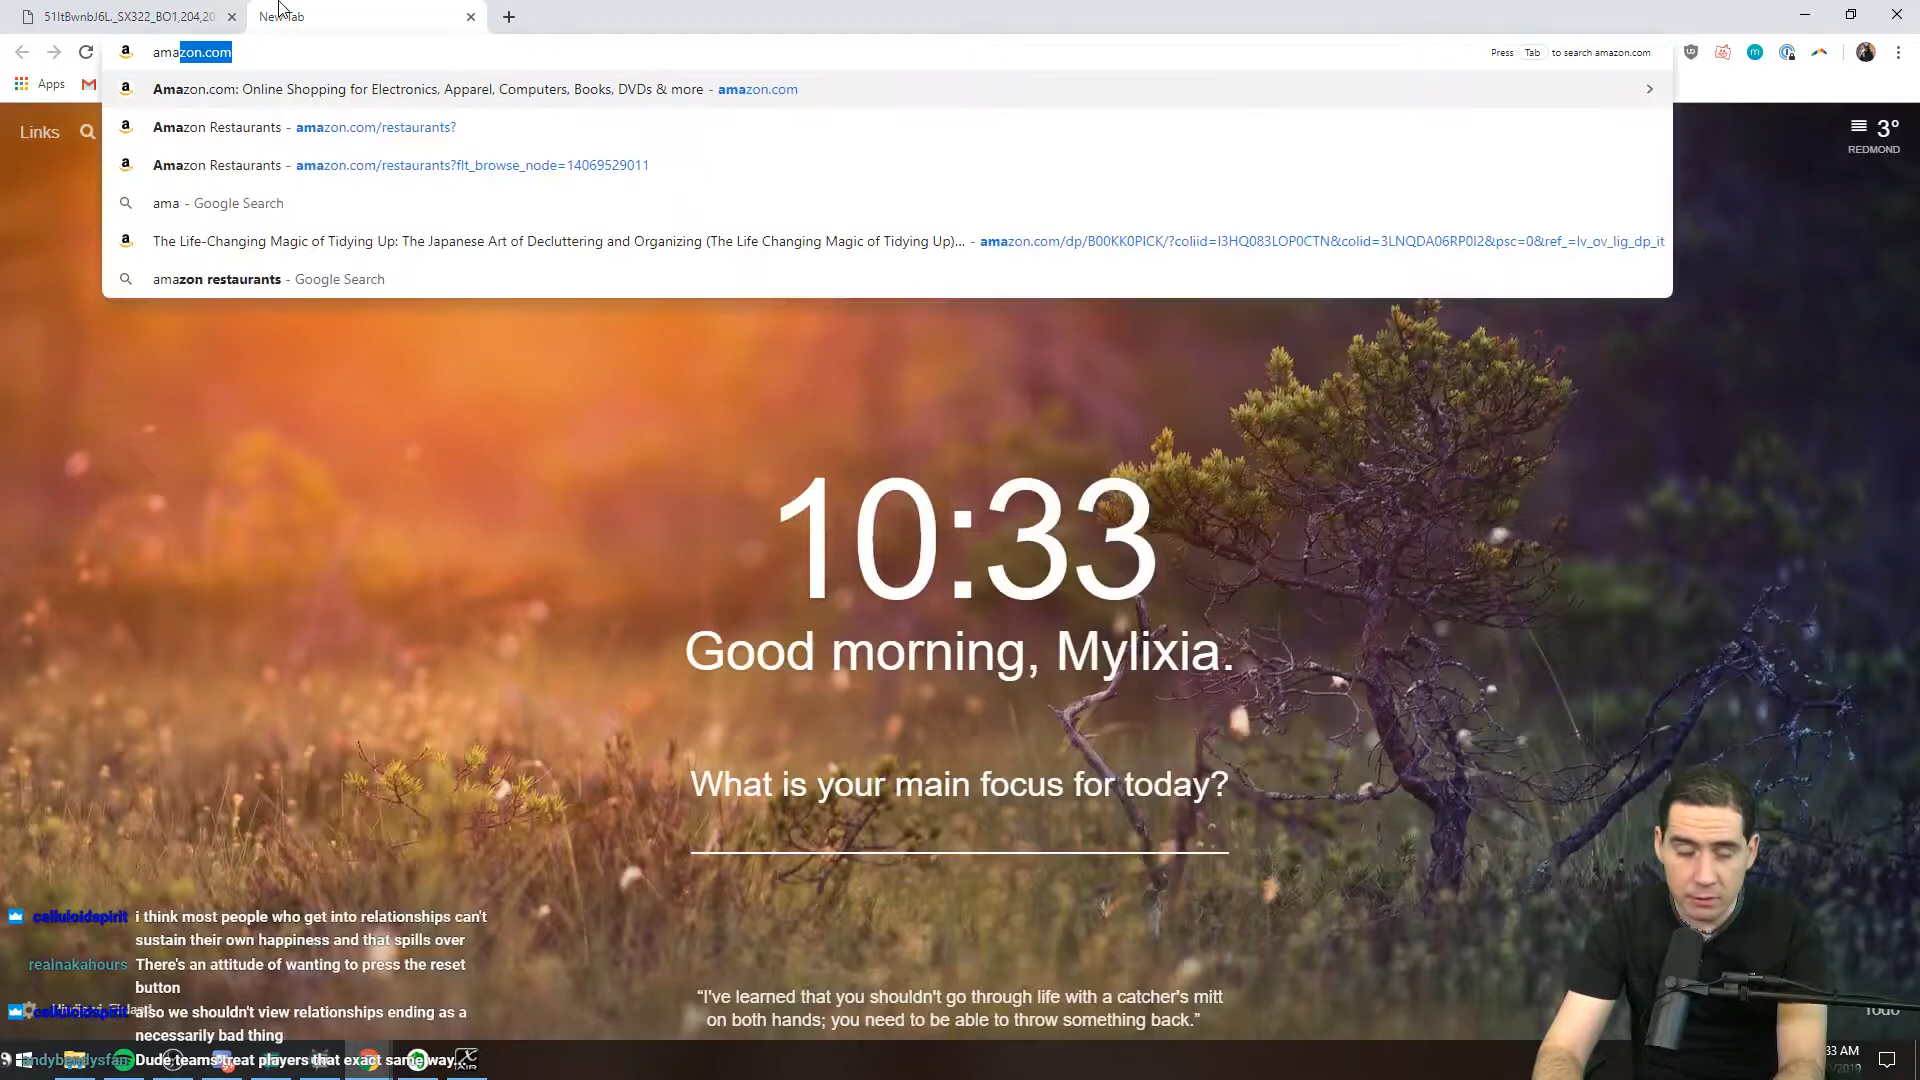 51ItBwnbJ6L._SX322_BO1,204,20
New Tab
amazon.com
Press Tab to search amazon.com
Apps
Amazon.com: Online Shopping for Electronics, Apparel, Computers, Books, DVDs & more - amazon.com
Amazon Restaurants - amazon.com/restaurants?
Amazon Restaurants - amazon.com/restaurants?flt_browse_node=14069529011
ama - Google Search
The Life-Changing Magic of Tidying Up: The Japanese Art of Decluttering and Organizing (The Life Changing Magic of Tidying Up)... - amazon.com/dp/B00KK0PICK/?coliid=I3HQ083LOP0CTN&colid=3LNQDA06RP0I2&psc=0&ref_=lv_ov_lig_dp_it
amazon restaurants - Google Search
Links
3°
REDMOND
10:33
Good morning, Mylixia.
What is your main focus for today?
“I've learned that you shouldn't go through life with a catcher's mitt
on both hands; you need to be able to throw something back.”
Todo
celluloidspirit i think most people who get into relationships can't
sustain their own happiness and that spills over
realnakahours There's an attitude of wanting to press the reset
button
celluloidspirit also we shouldn't view relationships ending as a
necessarily bad thing
andybendysfan Dude teams treat players that exact same way...
33 AM
/2019